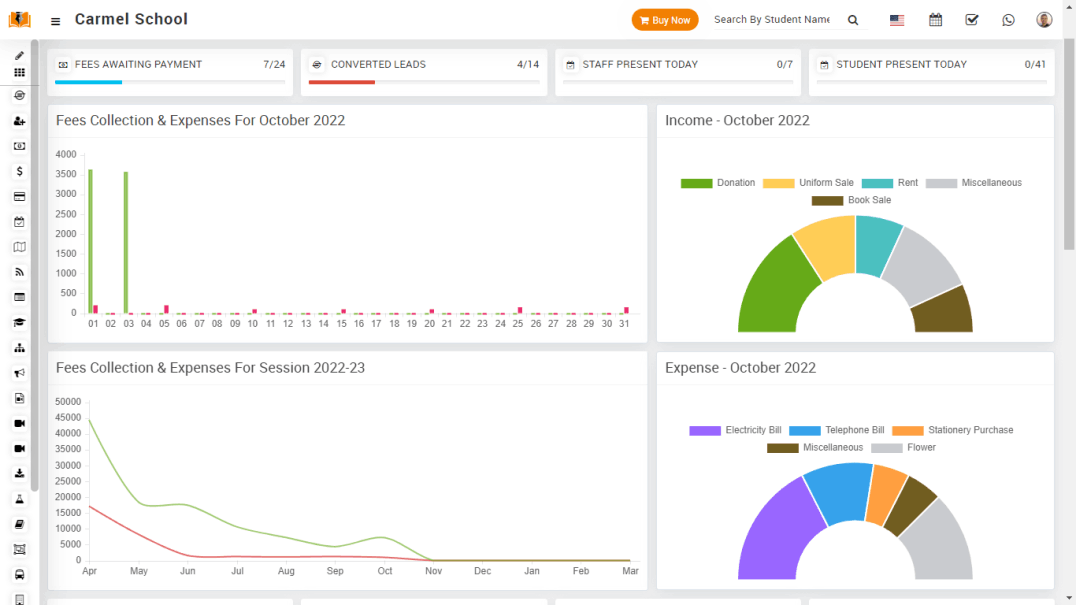 Carmel School
Buy Now
Search By Student Name
FEES AWAITING PAYMENT 7/24
CONVERTED LEADS 4/14
STAFF PRESENT TODAY 0/7
STUDENT PRESENT TODAY 0/41
Fees Collection & Expenses For October 2022
4000
3500
3000
2500
2000
1500
1000
500
0
01 02 03 04 05 06 07 08 09 10 11 12 13 14 15 16 17 18 19 20 21 22 23 24 25 26 27 28 29 30 31
Income - October 2022
Donation Uniform Sale Rent Miscellaneous
Book Sale
Fees Collection & Expenses For Session 2022-23
50000
45000
40000
35000
30000
25000
20000
15000
10000
5000
0
Apr May Jun Jul Aug Sep Oct Nov Dec Jan Feb Mar
Expense - October 2022
Electricity Bill Telephone Bill Stationery Purchase
Miscellaneous Flower